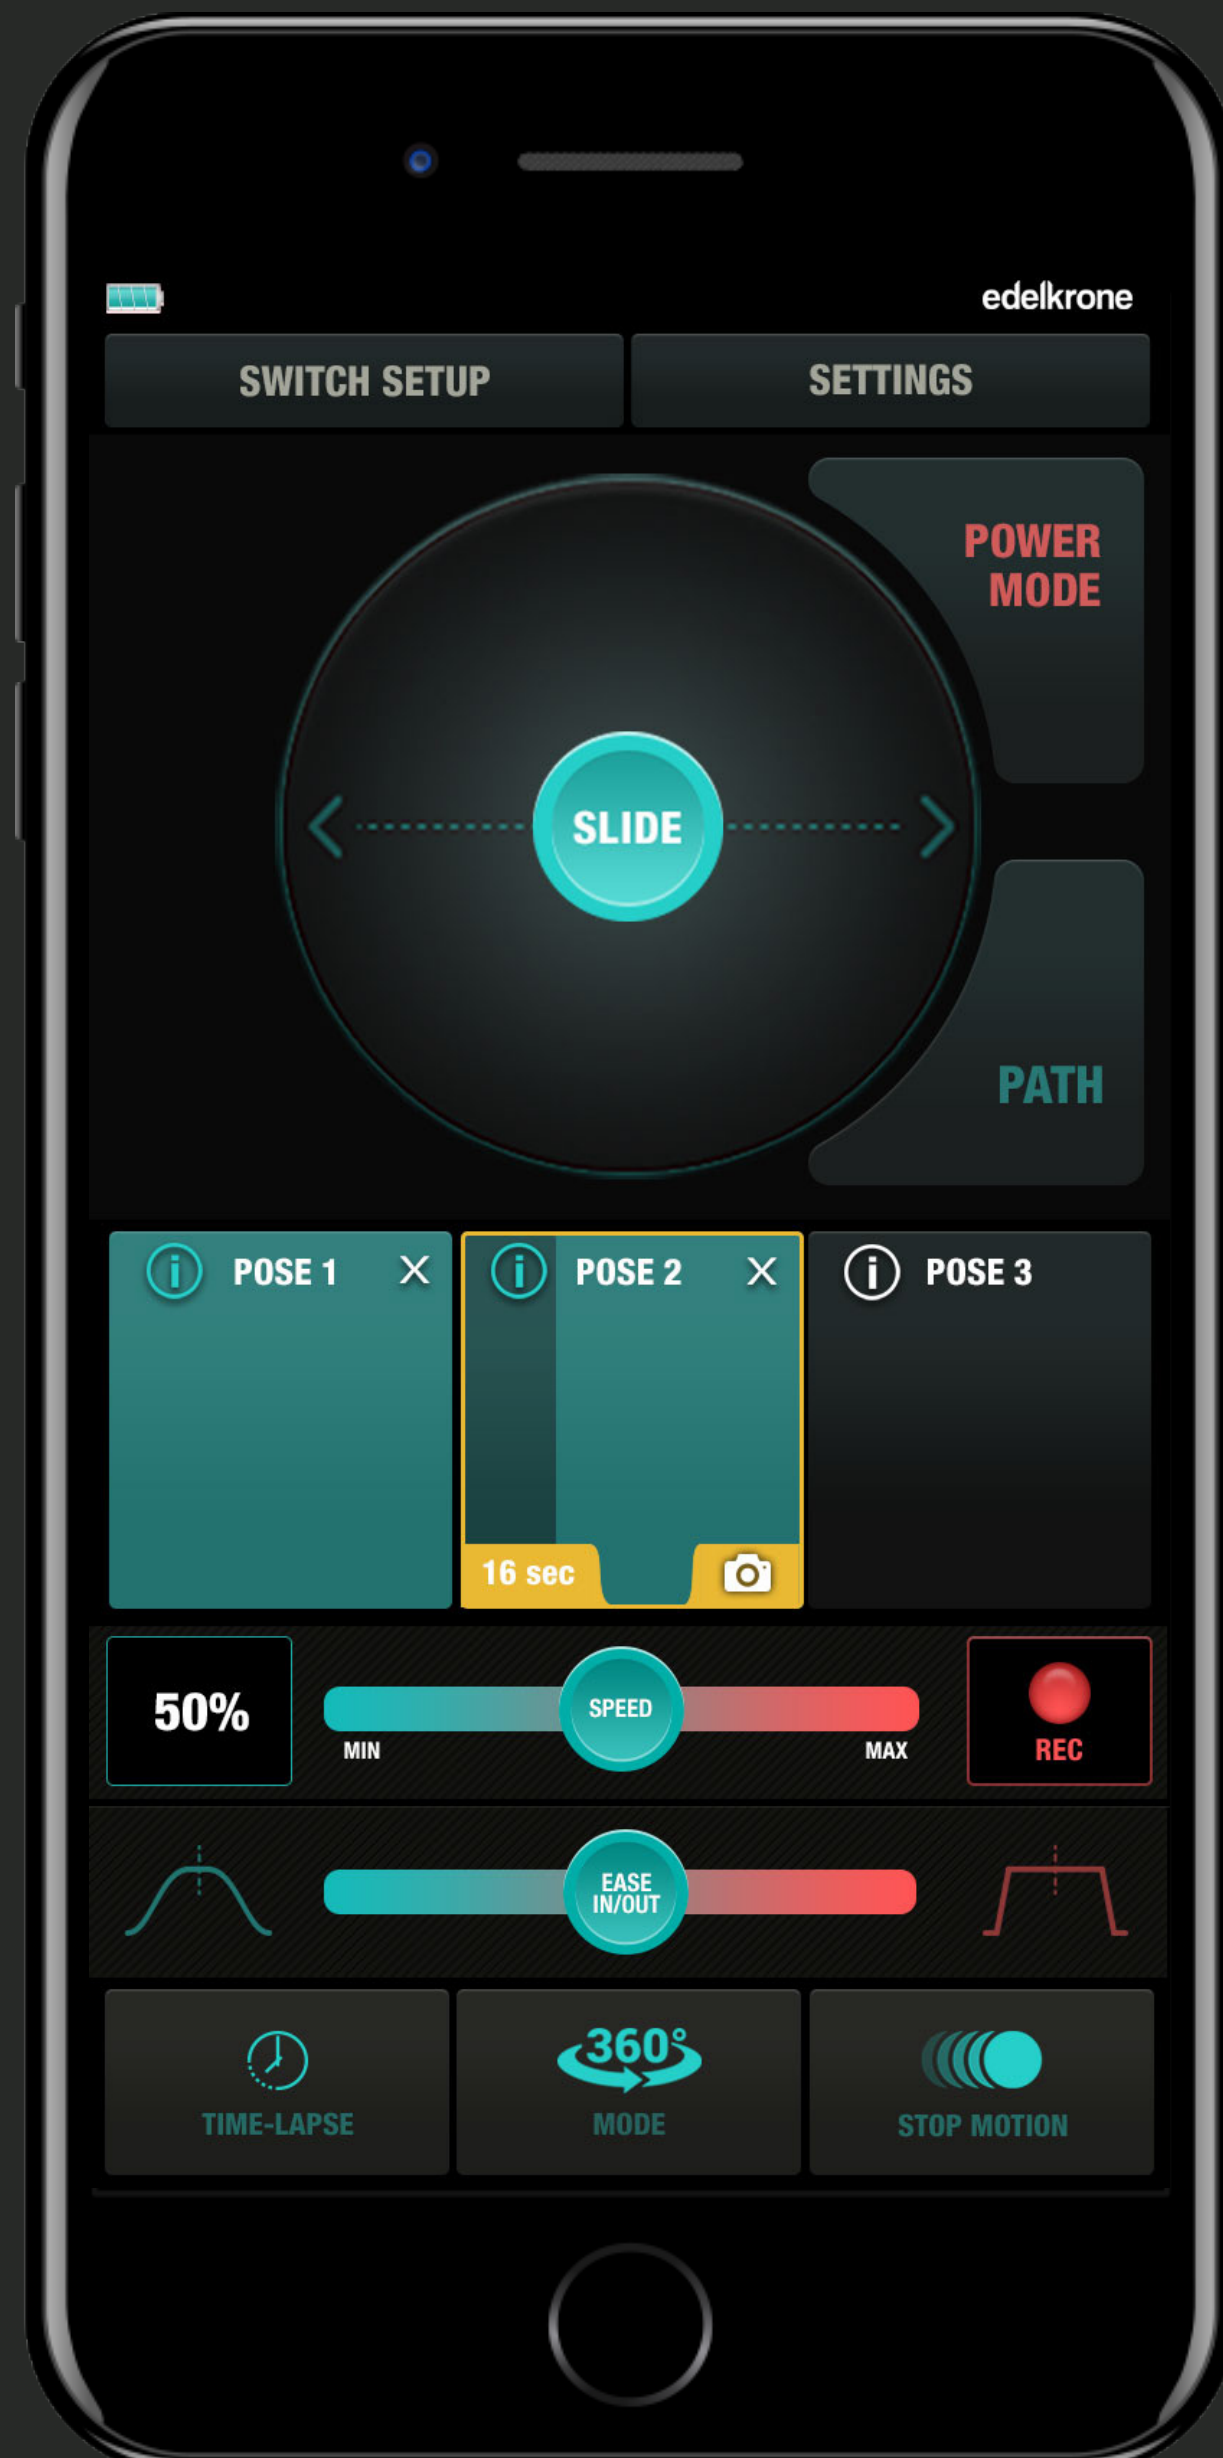 edelkrone
SWITCH SETUP
SETTINGS
POWER
MODE
SLIDE
PATH
i POSE 1 X
i POSE 2 X
i POSE 3
16 sec
50%
SPEED
MIN
MAX
REC
EASE
IN/OUT
TIME-LAPSE
360°
MODE
STOP MOTION